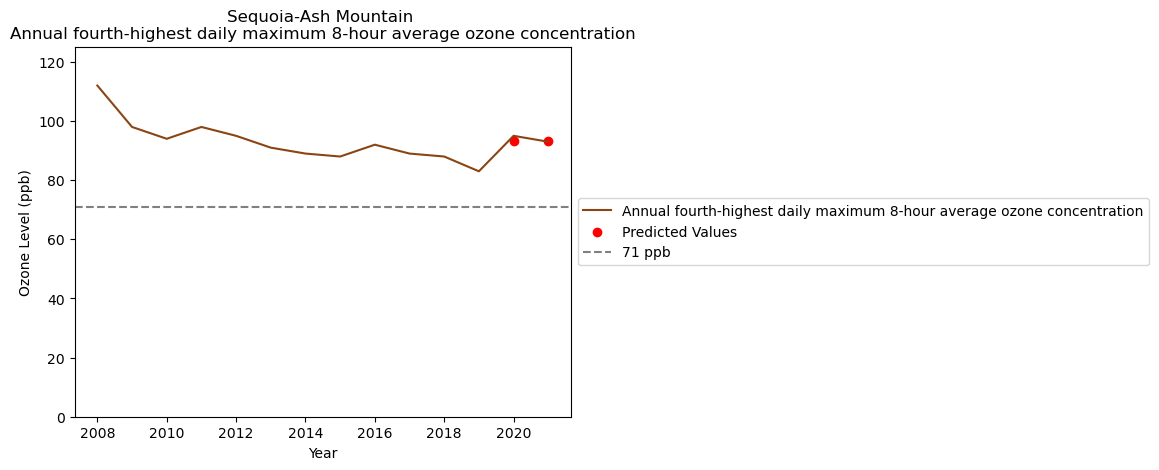 Sequoia-Ash Mountain
Annual fourth-highest daily maximum 8-hour average ozone concentration
120
100
80
60
40
20
0
Ozone Level (ppb)
2008 2010 2012 2014 2016 2018 2020
Year
Annual fourth-highest daily maximum 8-hour average ozone concentration
Predicted Values
71 ppb